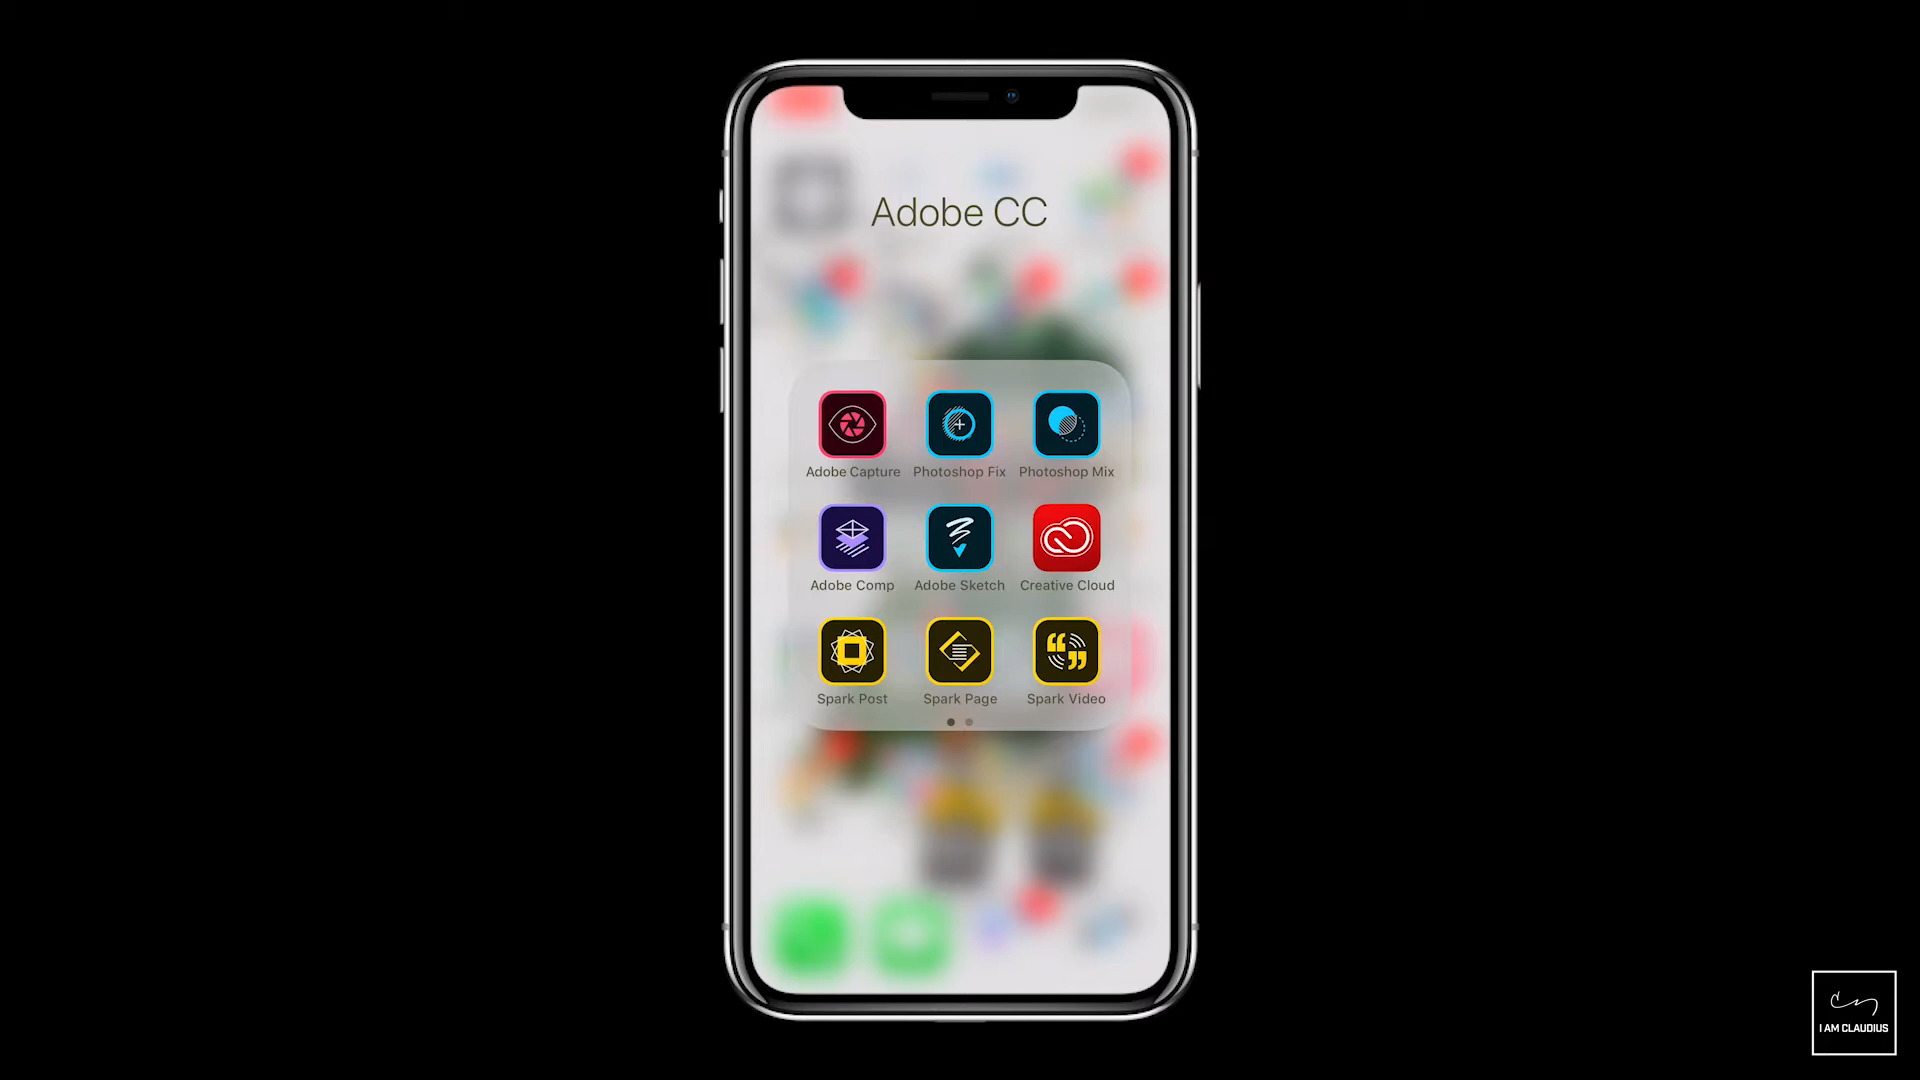 Adobe CC
Adobe Capture Photoshop Fix Photoshop Mix
Adobe Comp Adobe Sketch Creative Cloud
Spark Post Spark Page Spark Video
I AM CLAUDIUS